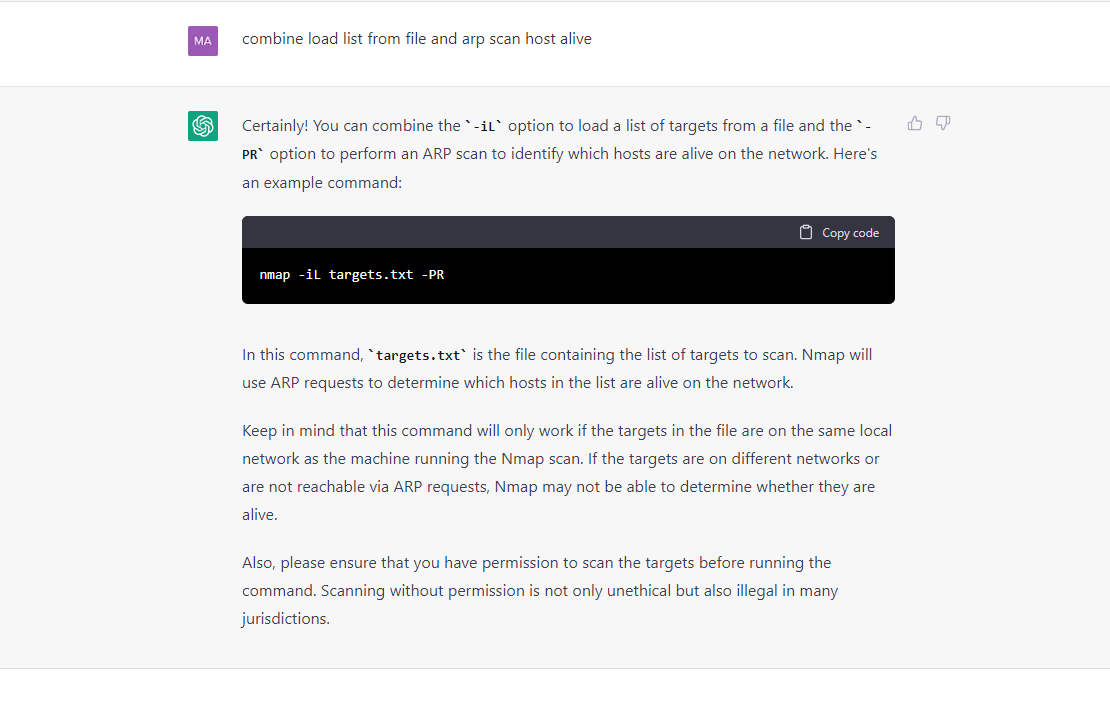 MA
combine load list from file and arp scan host alive
Certainly! You can combine the `-iL` option to load a list of targets from a file and the `-
PR` option to perform an ARP scan to identify which hosts are alive on the network. Here's
an example command:
Copy code
nmap -iL targets.txt -PR
In this command, `targets.txt` is the file containing the list of targets to scan. Nmap will
use ARP requests to determine which hosts in the list are alive on the network.
Keep in mind that this command will only work if the targets in the file are on the same local
network as the machine running the Nmap scan. If the targets are on different networks or
are not reachable via ARP requests, Nmap may not be able to determine whether they are
alive.
Also, please ensure that you have permission to scan the targets before running the
command. Scanning without permission is not only unethical but also illegal in many
jurisdictions.